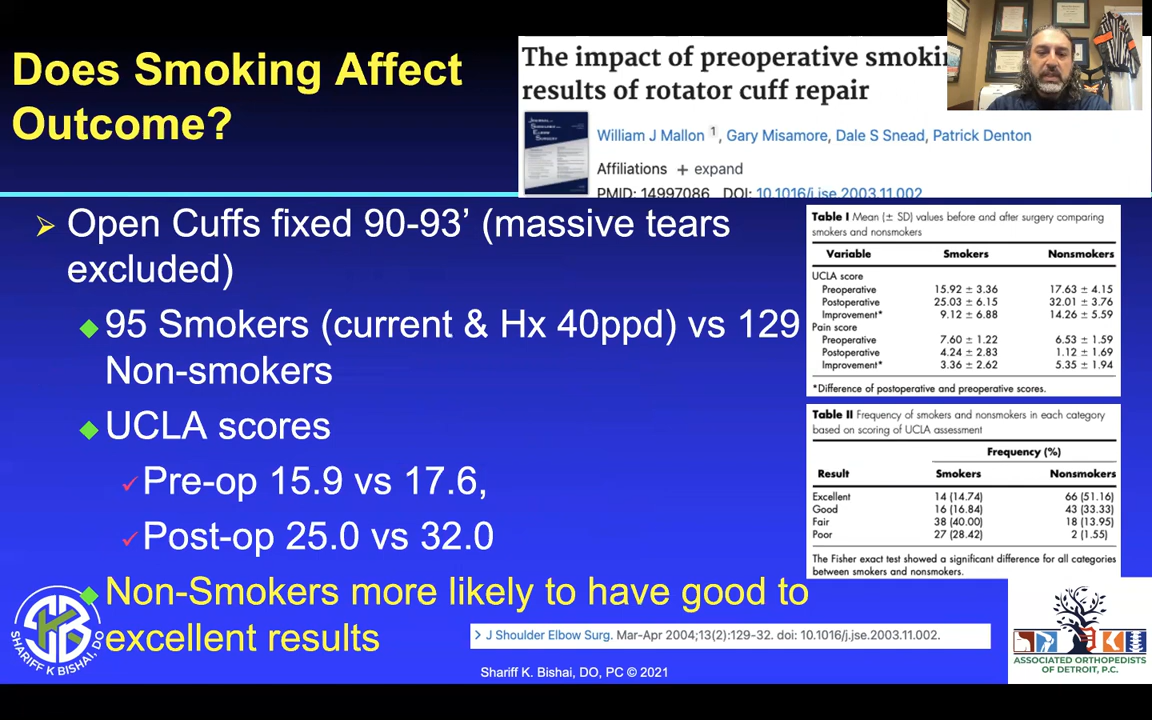 Does Smoking Affect
Outcome?
The impact of preoperative smoki
results of rotator cuff repair
William J Mallon 1, Gary Misamore, Dale S Snead, Patrick Denton
Affiliations + expand
PMID: 14997086 DOI: 10.1016/j.jse.2003.11.002
➢ Open Cuffs fixed 90-93’ (massive tears
excluded)
◆ 95 Smokers (current & Hx 40ppd) vs 129
Non-smokers
◆ UCLA scores
✓ Pre-op 15.9 vs 17.6,
✓ Post-op 25.0 vs 32.0
◆ Non-Smokers more likely to have good to
excellent results
Table I Mean (± SD) values before and after surgery comparing
smokers and nonsmokers
Variable Smokers Nonsmokers
UCLA score
Preoperative 15.92 ± 3.36 17.63 ± 4.15
Postoperative 25.03 ± 6.15 32.01 ± 3.76
Improvement* 9.12 ± 6.88 14.26 ± 5.59
Pain score
Preoperative 7.60 ± 1.22 6.53 ± 1.59
Postoperative 4.24 ± 2.83 1.12 ± 1.69
Improvement* 3.36 ± 2.62 5.35 ± 1.94
*Difference of postoperative and preoperative scores.
Table II Frequency of smokers and nonsmokers in each category
based on scoring of UCLA assessment
Frequency (%)
Result Smokers Nonsmokers
Excellent 14 (14.74) 66 (51.16)
Good 16 (16.84) 43 (33.33)
Fair 38 (40.00) 18 (13.95)
Poor 27 (28.42) 2 (1.55)
The Fisher exact test showed a significant difference for all categories
between smokers and nonsmokers.
> J Shoulder Elbow Surg. Mar-Apr 2004;13(2):129-32. doi: 10.1016/j.jse.2003.11.002.
SHARIFF K BISHAI, DO
Shariff K. Bishai, DO, PC © 2021
ASSOCIATED ORTHOPEDISTS
OF DETROIT, P.C.